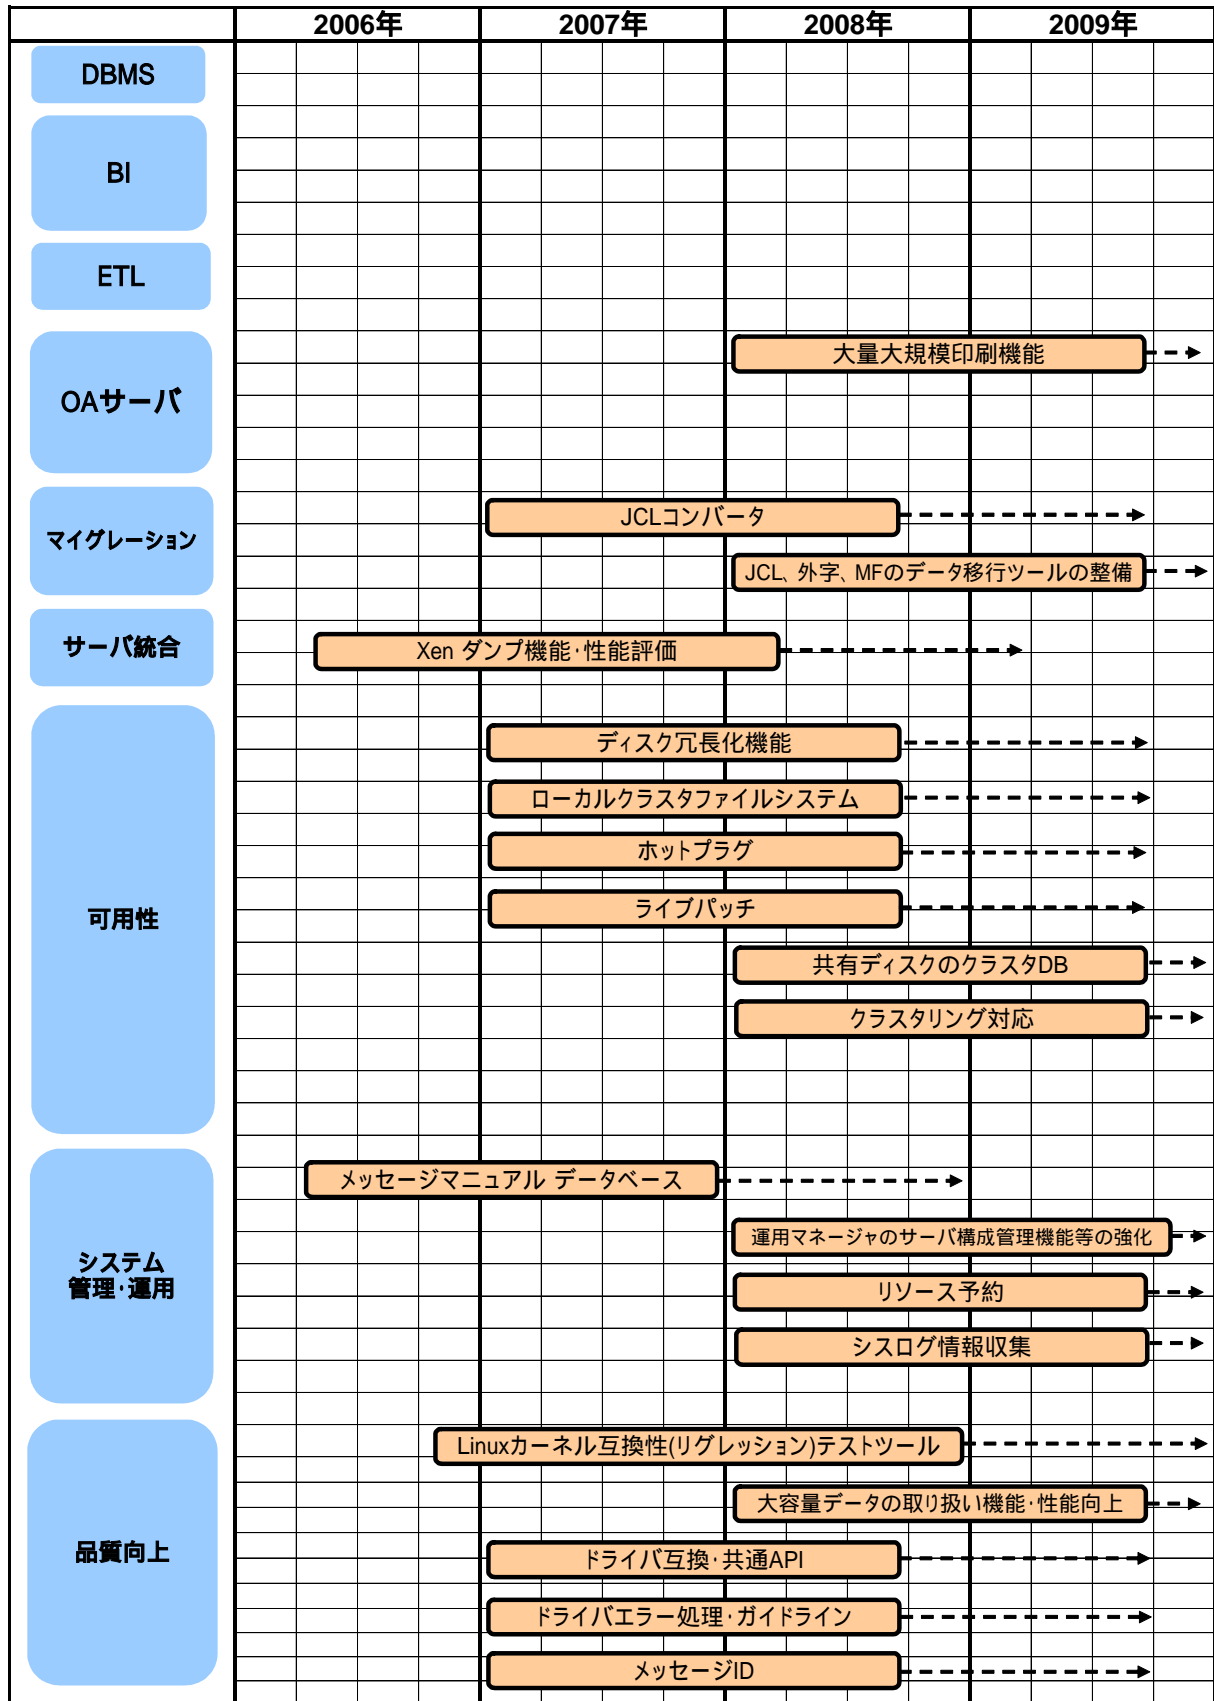 2006年 2007年 2008年 2009年
DBMS
BI
ETL
OAサーバ
大量大規模印刷機能
マイグレーション
JCLコンバータ
JCL、外字、MFのデータ移行ツールの整備
サーバ統合
Xen ダンプ機能・性能評価
可用性
ディスク冗長化機能
ローカルクラスタファイルシステム
ホットプラグ
ライブパッチ
共有ディスクのクラスタDB
クラスタリング対応
システム
管理・運用
メッセージマニュアル データベース
運用マネージャのサーバ構成管理機能等の強化
リソース予約
シスログ情報収集
品質向上
Linuxカーネル互換性(リグレッション)テストツール
大容量データの取り扱い機能・性能向上
ドライバ互換・共通API
ドライバエラー処理・ガイドライン
メッセージID